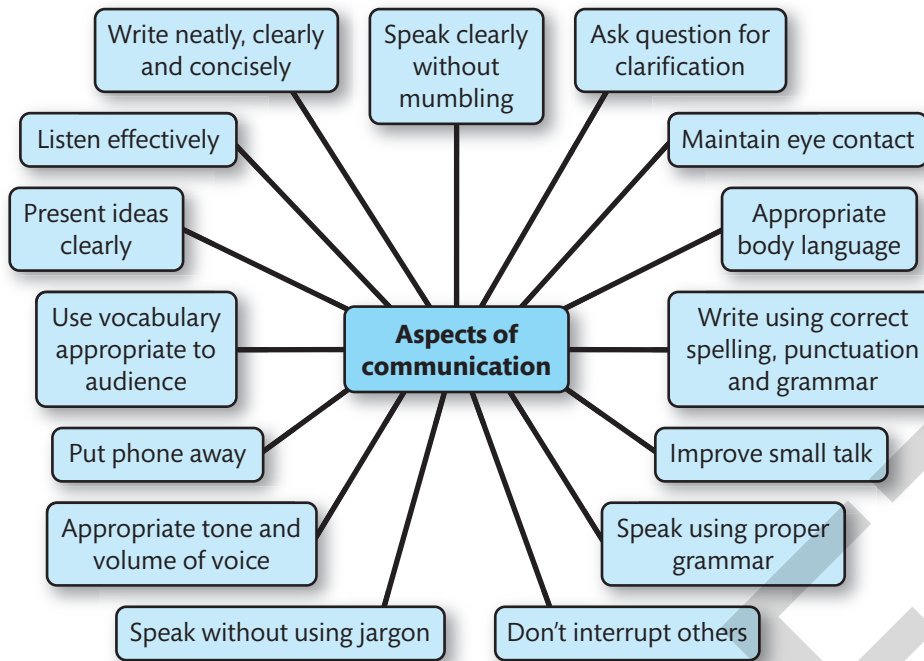 Write neatly, clearly
and concisely
Speak clearly
without
mumbling
Ask question for
clarification
Listen effectively
Maintain eye contact
Present ideas
clearly
Appropriate
body language
Use vocabulary
appropriate to
audience
Aspects of
communication
Write using correct
spelling, punctuation
and grammar
Put phone away
Improve small talk
Appropriate tone and
volume of voice
Speak using proper
grammar
Speak without using jargon
Don't interrupt others